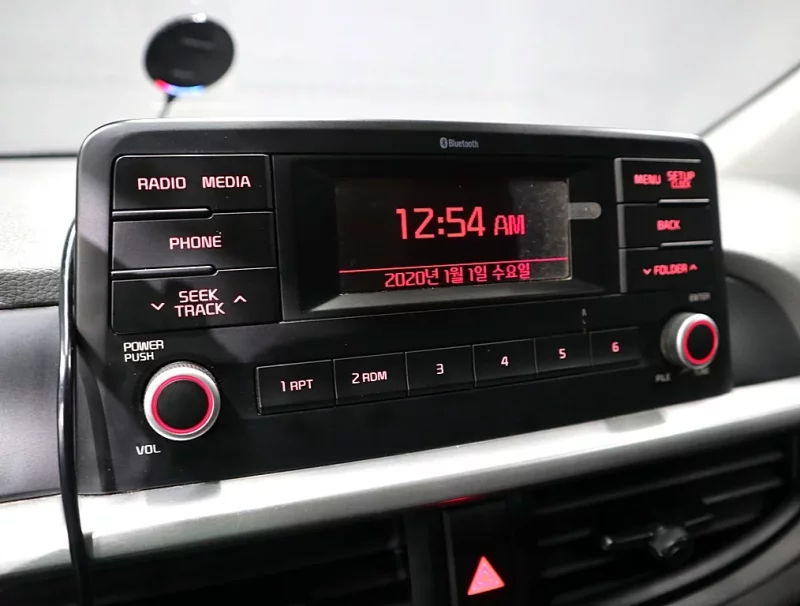 Bluetooth
RADIO MEDIA
PHONE
SEEK
TRACK
12:54 AM
2020년 1월 1일 수요일
MENU SETUP
CLOCK
BACK
FOLDER
ENTER
POWER
PUSH
VOL
1 RPT
2 RDM
3
4
5
6
FILE